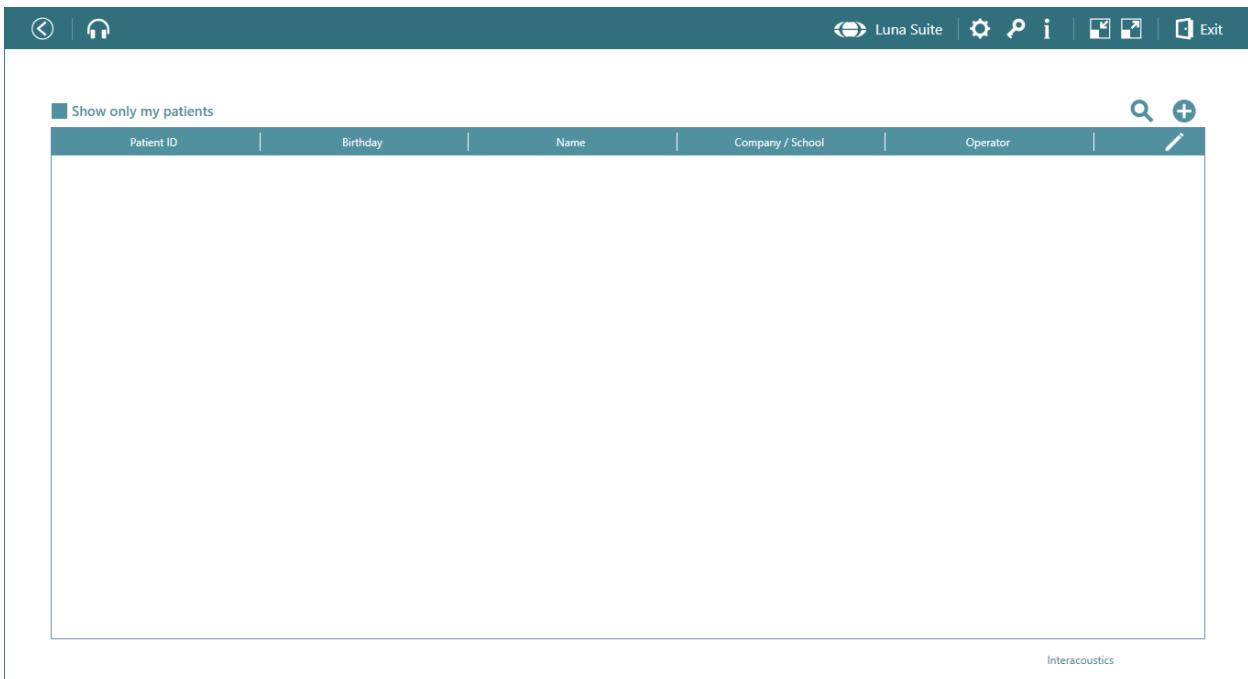 Luna Suite Exit
Show only my patients
Patient ID Birthday Name Company / School Operator
Interacoustics